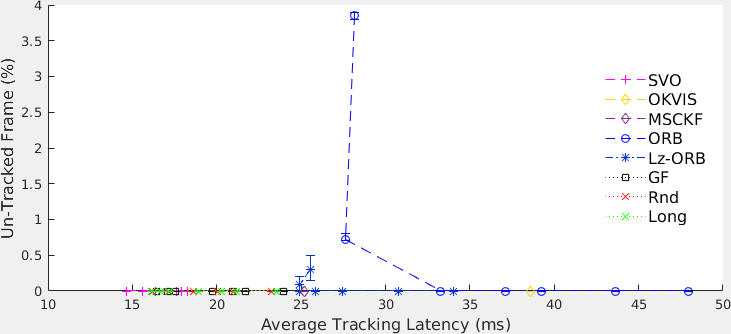 4
3.5
3
2.5
2
1.5
1
0.5
0
Un-Tracked Frame (%)
10 15 20 25 30 35 40 45 50
Average Tracking Latency (ms)
SVO
OKVIS
MSCKF
ORB
Lz-ORB
GF
Rnd
Long